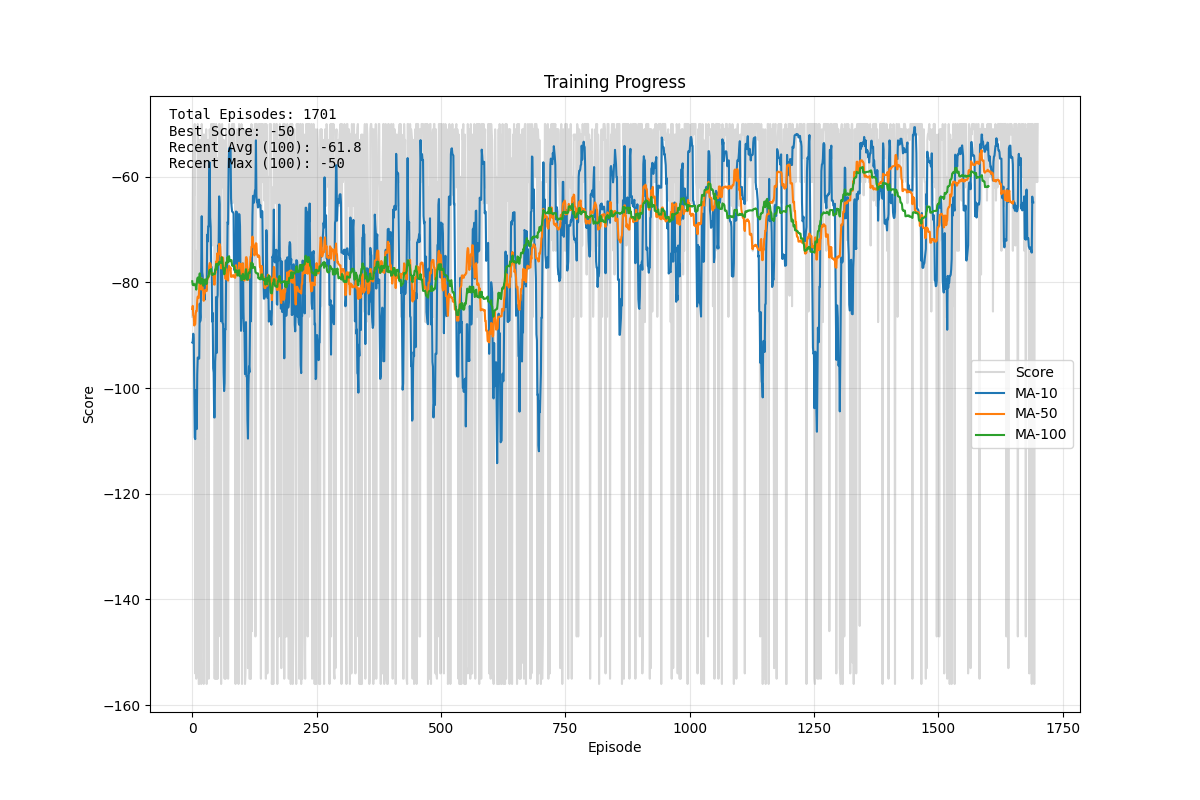 Training Progress
Total Episodes: 1701
Best Score: -50
Recent Avg (100): -61.8
Recent Max (100): -50
Score
−60
−80
−100
−120
−140
−160
Score
MA-10
MA-50
MA-100
0
250
500
750
1000
1250
1500
1750
Episode